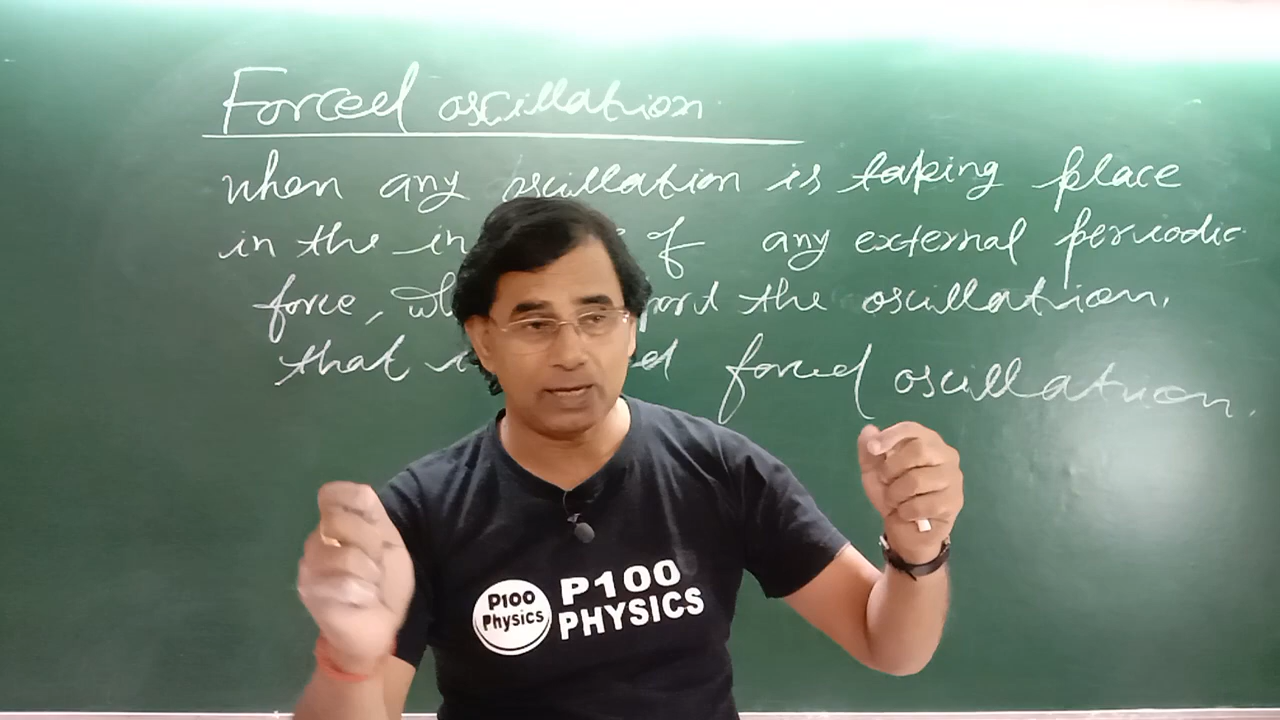 Forced oscillation
when any oscillation is taking place
in the in of any external periodic
force, port the oscillation.
that forced oscillation.
P100
Physics
P100
PHYSICS